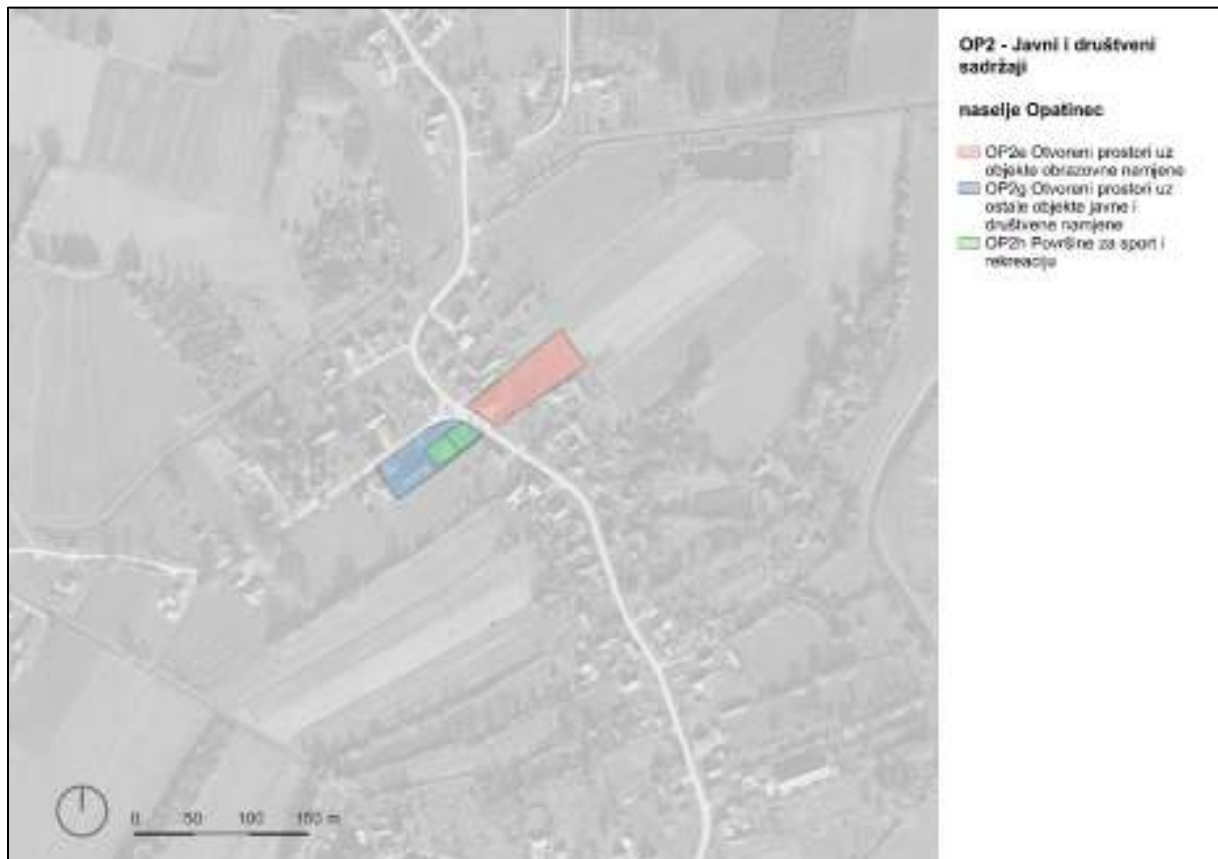 OP2 - Javni i društveni
sadržaji
naselje Opatinec
OP2e Otvoreni prostori uz
objekte obrazovne namjene
OP2g Otvoreni prostori uz
ostale objekte javne i
društvene namjene
OP2h Površine za sport i
rekreaciju
0 50 100 150 m